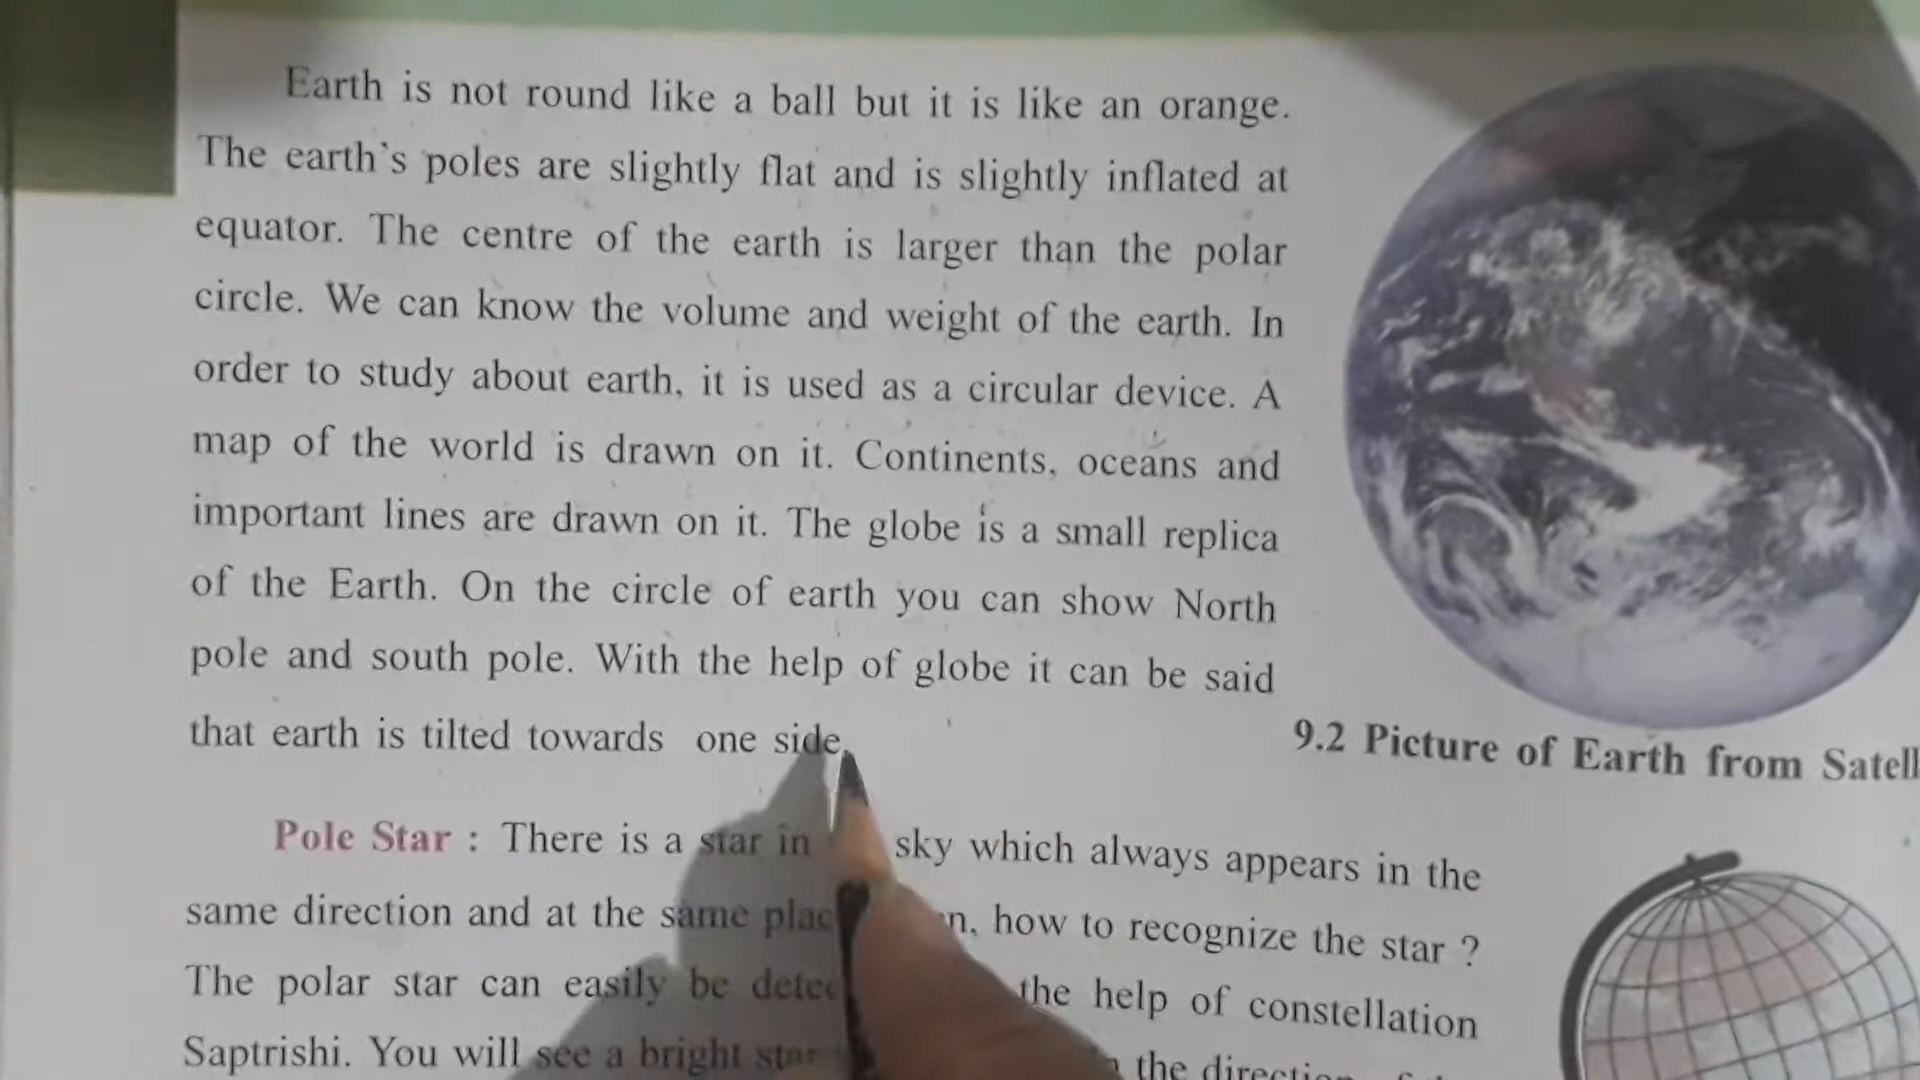 Earth is not round like a ball but it is like an orange.
The earth's poles are slightly flat and is slightly inflated at
equator. The centre of the earth is larger than the polar
circle. We can know the volume and weight of the earth. In
order to study about earth, it is used as a circular device. A
map of the world is drawn on it. Continents, oceans and
important lines are drawn on it. The globe is a small replica
of the Earth. On the circle of earth you can show North
pole and south pole. With the help of globe it can be said
that earth is tilted towards one side.
9.2 Picture of Earth from
Pole Star : There is a star in sky which always appears in the
same direction and at the same how to recognize the star ?
The polar star can easily be the help of constellation
Saptrishi. You will see a bright the